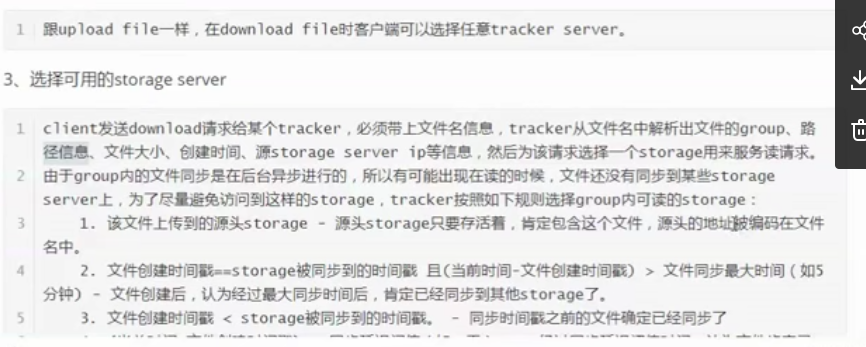 1 跟upload file一样，在download file时客户端可以选择任意tracker server。
3、选择可用的storage server
1 client发送download请求给某个tracker，必须带上文件名信息，tracker从文件名中解析出文件的group、路
径信息、文件大小、创建时间、源storage server ip等信息，然后为该请求选择一个storage用来服务读请求。
2 由于group内的文件同步是在后台异步进行的，所以有可能出现在读的时候，文件还没有同步到某些storage
server上，为了尽量避免访问到这样的storage，tracker按照如下规则选择group内可读的storage：
3 1. 该文件上传到的源头storage - 源头storage只要存活着，肯定包含这个文件，源头的地址被编码在文件
名中。
4 2. 文件创建时间戳==storage被同步到的时间戳 且(当前时间-文件创建时间戳) > 文件同步最大时间（如5
分钟) - 文件创建后，认为经过最大同步时间后，肯定已经同步到其他storage了。
5 3. 文件创建时间戳 < storage被同步到的时间戳。 - 同步时间戳之前的文件确定已经同步了